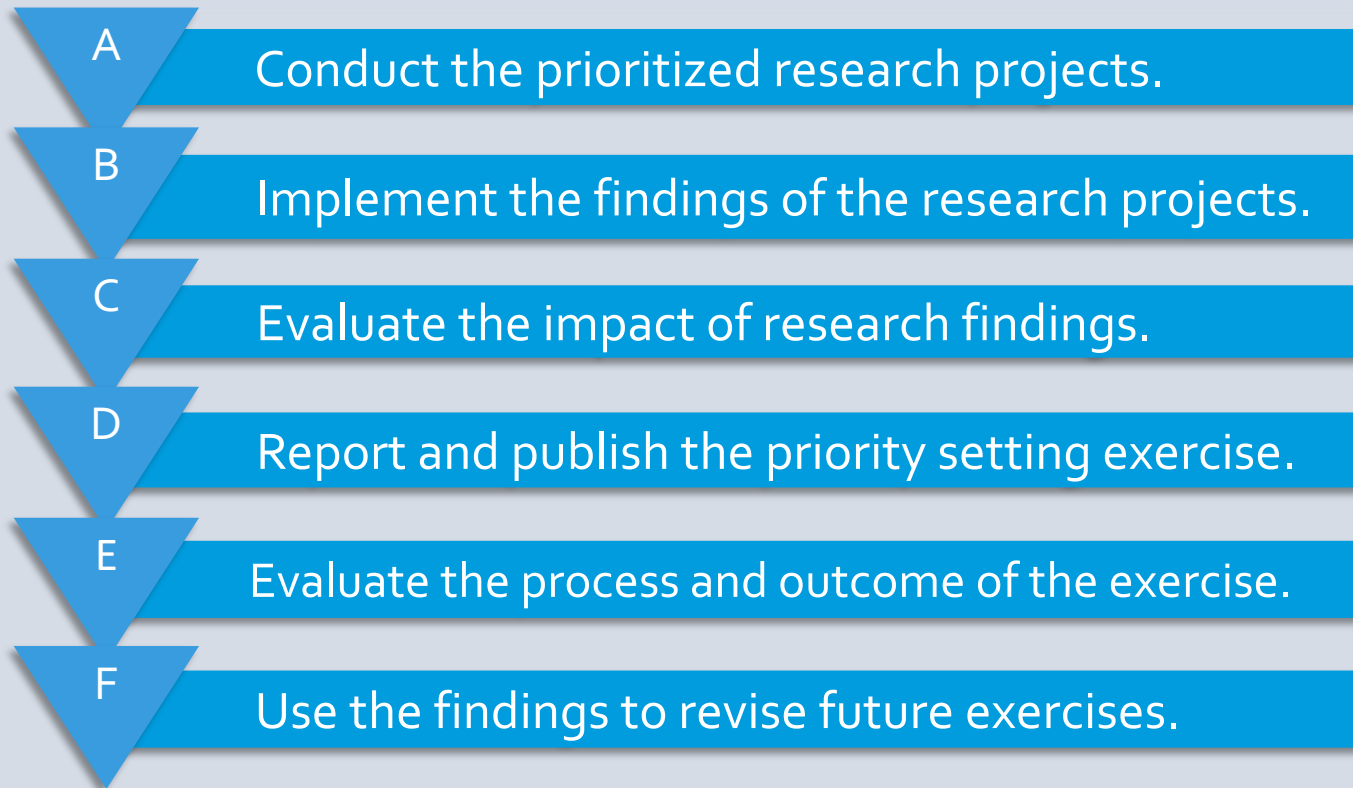 A
Conduct the prioritized research projects.
B
Implement the findings of the research projects.
C
Evaluate the impact of research findings.
D
Report and publish the priority setting exercise.
E
Evaluate the process and outcome of the exercise.
F
Use the findings to revise future exercises.